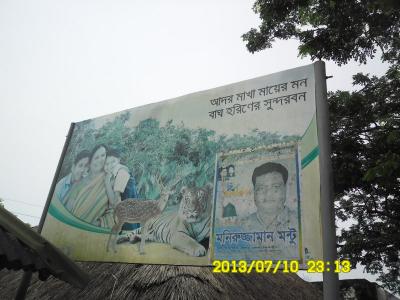 আদর মাখা মায়ের মন
বাঘ হরিণের সুন্দরবন
মনিরুজ্জামান মন্টু
2013/07/10 23:13